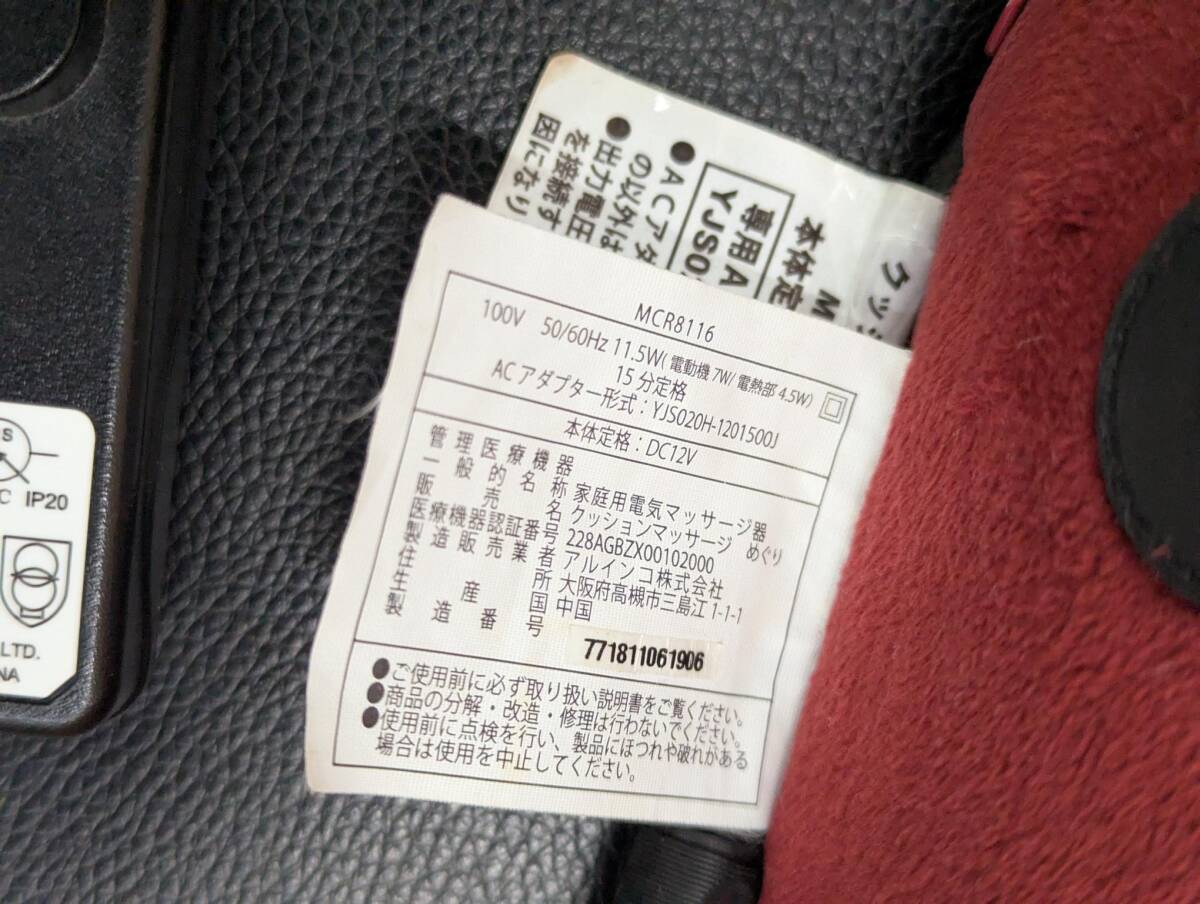 クッシ
本体定
専用A
YJS0
●ACアダ
の以外は
●出力電圧
を接続す
因になり
MCR8116
100V 50/60Hz 11.5W(電動機 7W/電熱部 4.5W)
15分定格
ACアダプター形式：YJS020H-1201500J
本体定格：DC12V
管理医療機器
一般的名称 家庭用電気マッサージ器
販売名 クッションマッサージ めぐり
医療機器認証番号 228AGBZX00102000
製造販売業者 アルインコ株式会社
住所 大阪府高槻市三島江1-1-1
生産国 中国
製造番号 771811061906
●ご使用前に必ず取り扱い説明書をご覧ください。
●商品の分解・改造・修理は行わないでください。
●使用前に点検を行い、製品にほつれや破れがある
場合は使用を中止してください。
IP20
LTD.
NA